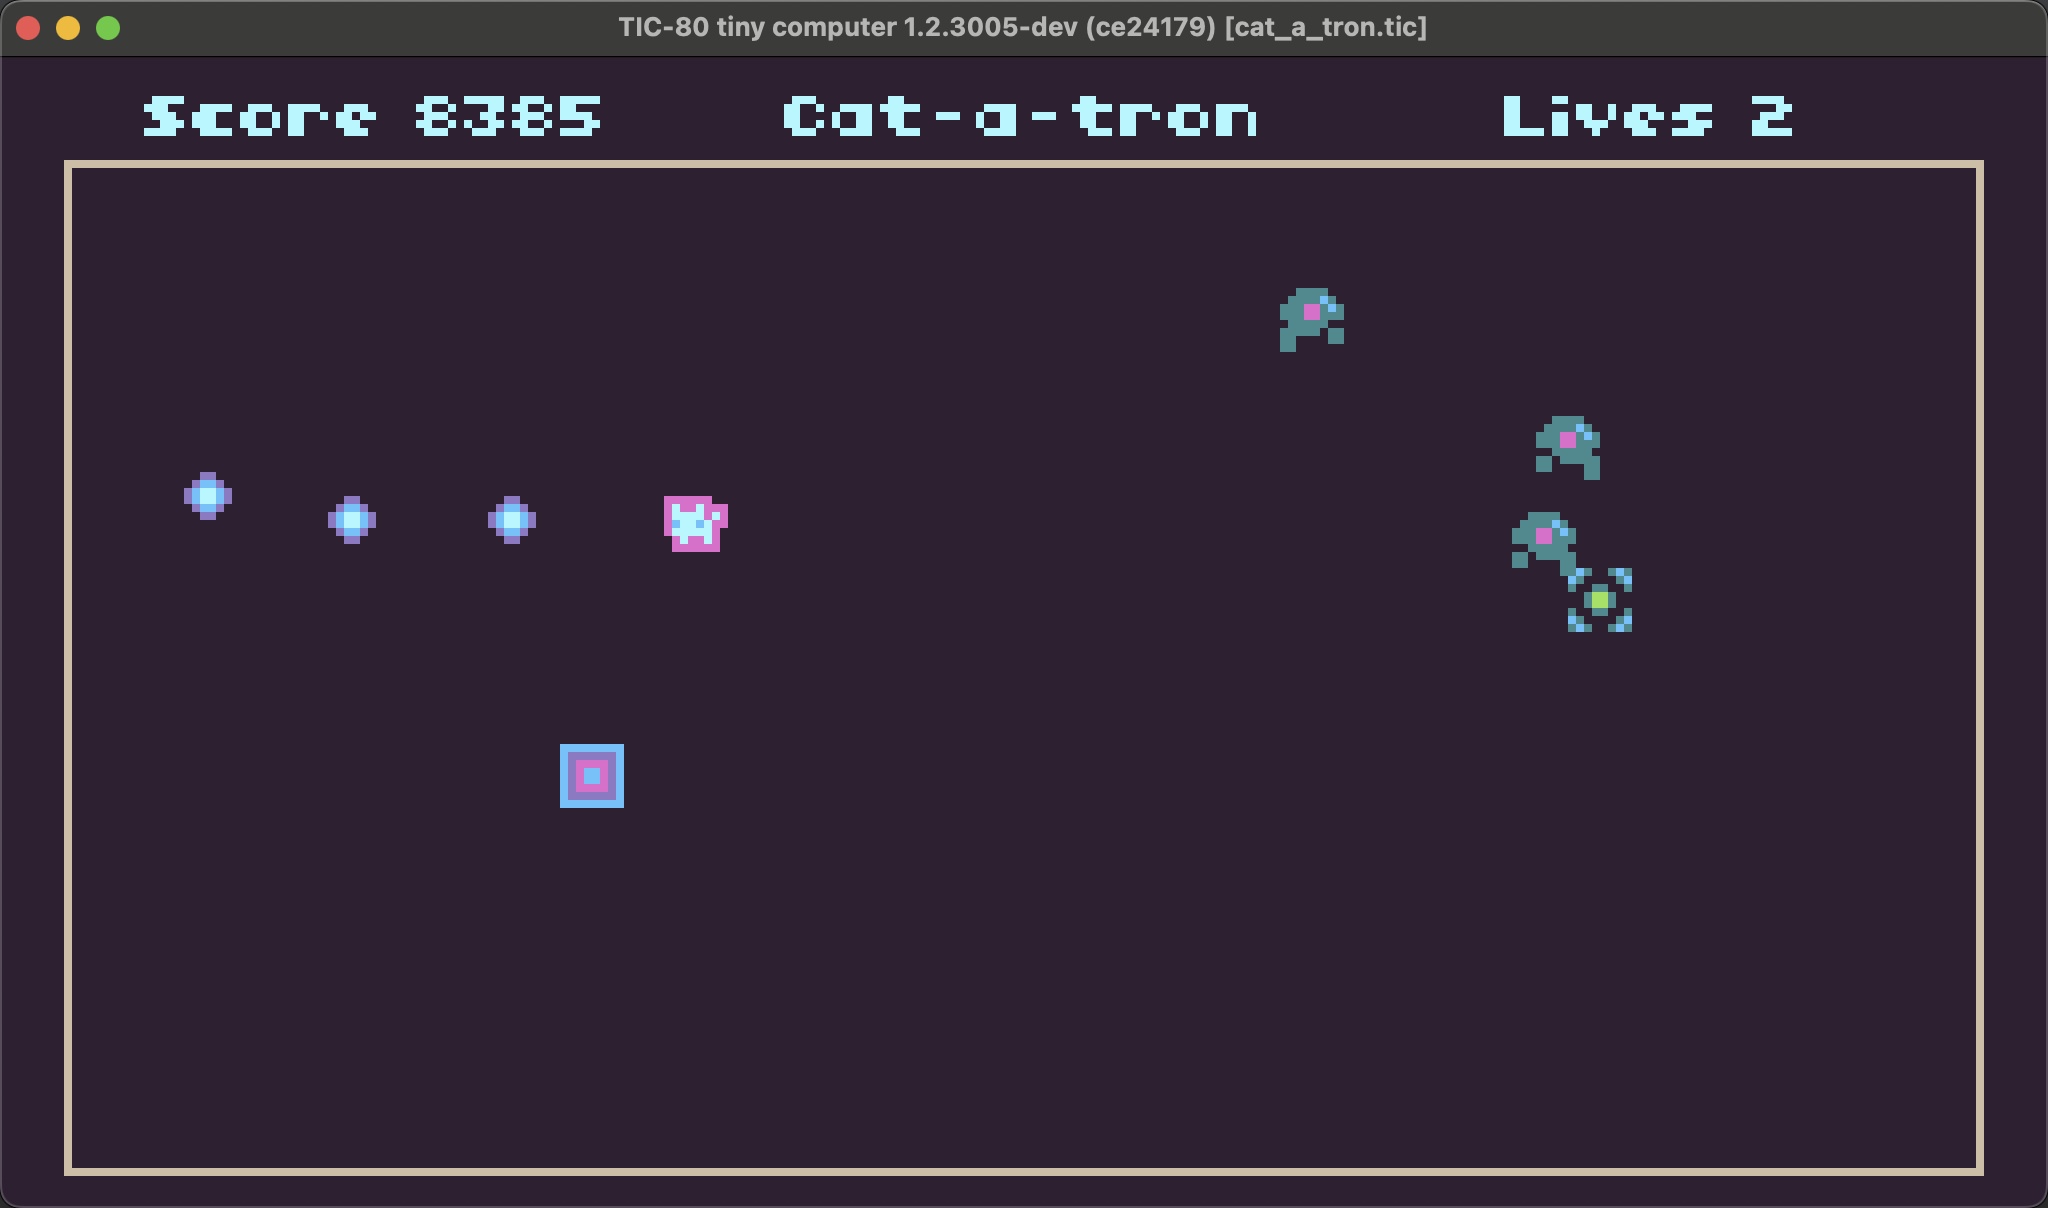 TIC-80 tiny computer 1.2.3005-dev (ce24179) [cat_a_tron.tic]
Score 8385 Cat-a-tron Lives 2